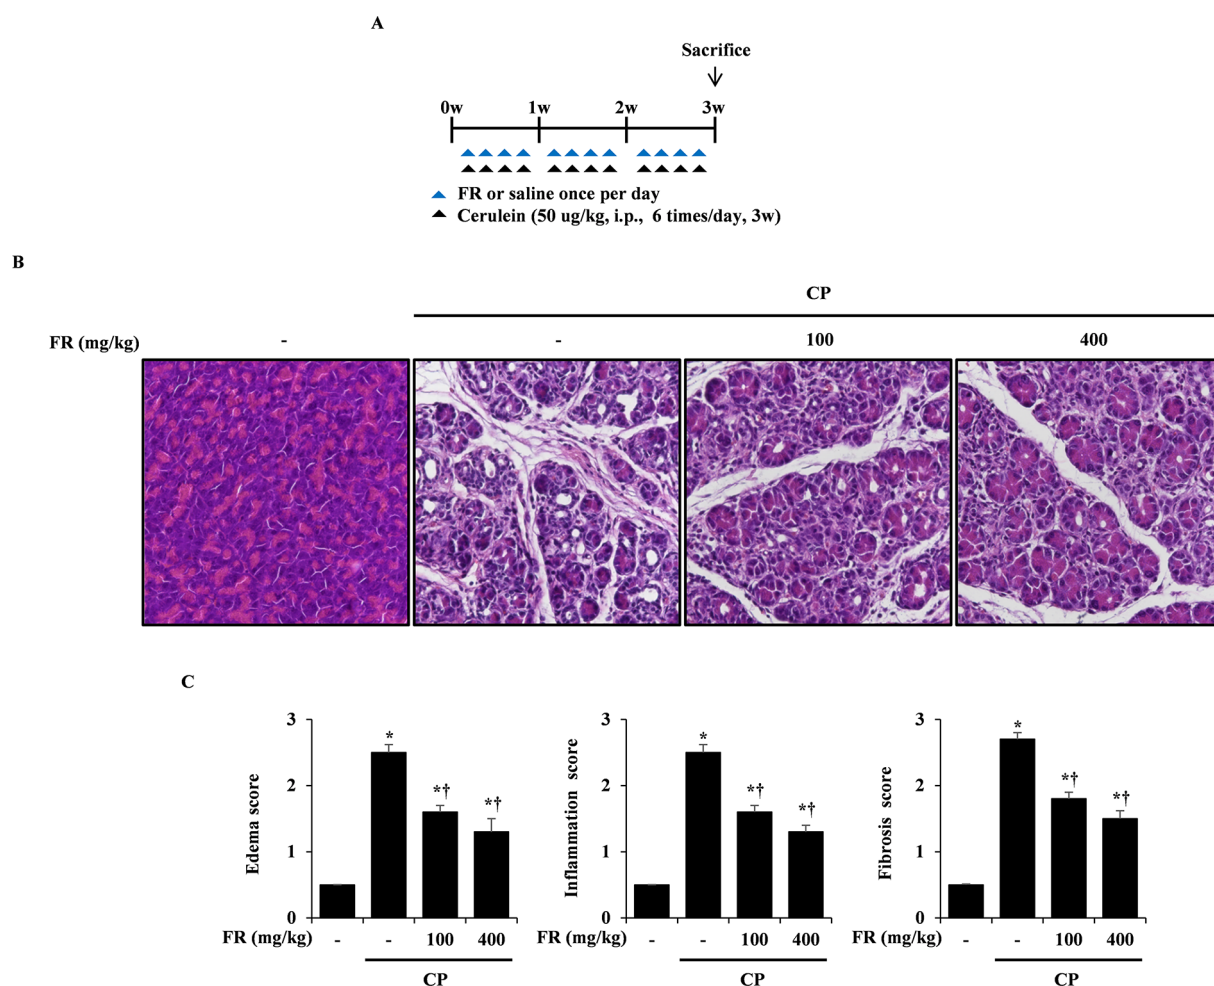 A
Sacrifice
0w 1w 2w 3w
FR or saline once per day
Cerulein (50 ug/kg, i.p., 6 times/day, 3w)
B
CP
FR (mg/kg) - - 100 400
C
3 2 1 0
Edema score
* *† *†
FR (mg/kg) - - 100 400
CP
3 2 1 0
Inflammation score
* *† *†
FR (mg/kg) - - 100 400
CP
3 2 1 0
Fibrosis score
* *† *†
FR (mg/kg) - - 100 400
CP